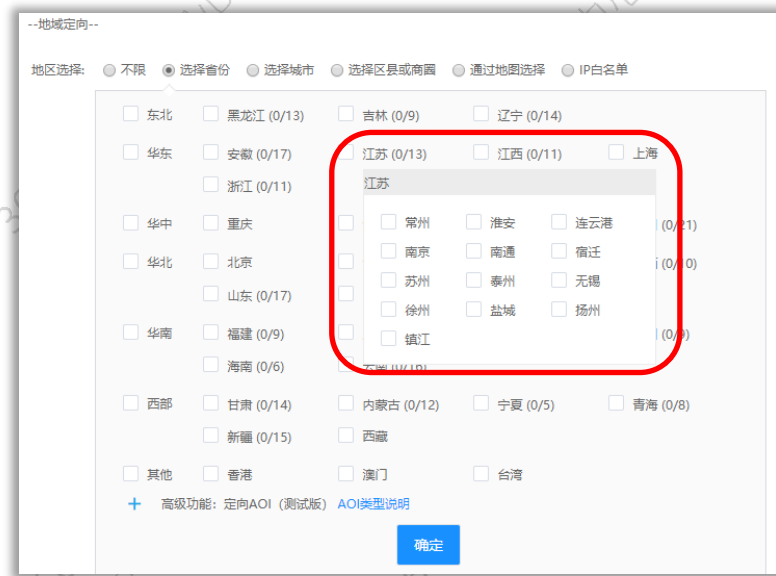 --地域定向--
地区选择: 不限 选择省份 选择城市 选择区县或商圈 通过地图选择 IP白名单
东北 黑龙江 (0/13) 吉林 (0/9) 辽宁 (0/14)
华东 安徽 (0/17) 江苏 (0/13) 江西 (0/11) 上海
浙江 (0/11) 江苏
华中 重庆 常州 淮安 连云港 (0/21)
南京 南通 宿迁
华北 北京 (0/10)
苏州 泰州 无锡
山东 (0/17)
徐州 盐城 扬州
华南 福建 (0/9) 镇江 (0/9)
海南 (0/6) 云南 (0/16)
西部 甘肃 (0/14) 内蒙古 (0/12) 宁夏 (0/5) 青海 (0/8)
新疆 (0/15) 西藏
其他 香港 澳门 台湾
+ 高级功能: 定向AOI (测试版) AOI类型说明
确定